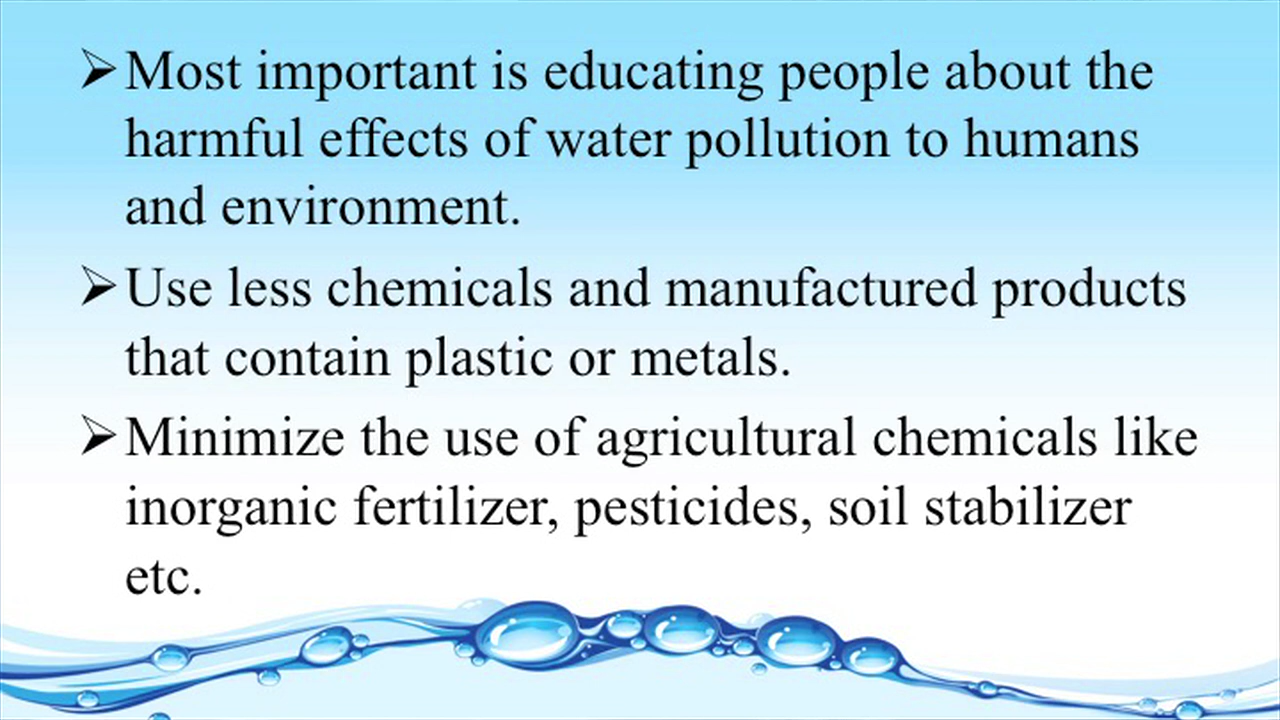 ➢Most important is educating people about the
harmful effects of water pollution to humans
and environment.
➢Use less chemicals and manufactured products
that contain plastic or metals.
➢Minimize the use of agricultural chemicals like
inorganic fertilizer, pesticides, soil stabilizer
etc.